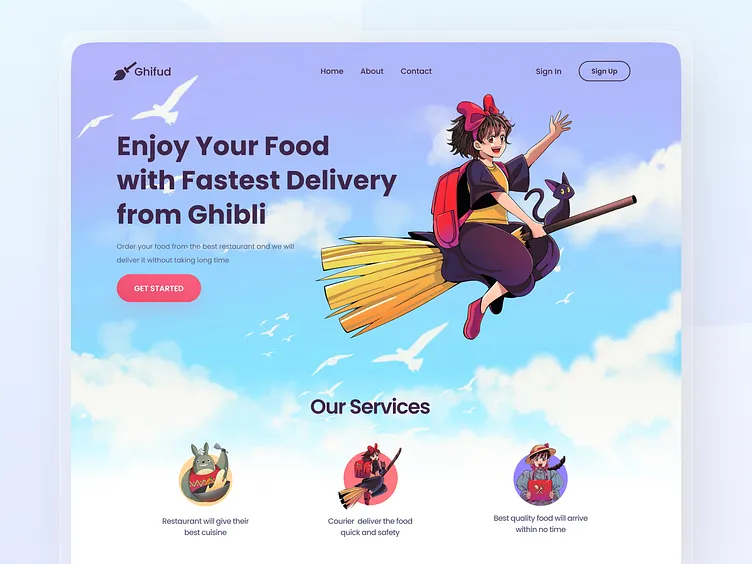 Ghifud
Home
About
Contact
Sign In
Sign Up
Enjoy Your Food
with Fastest Delivery
from Ghibli
Order your food from the best restaurant and we will
deliver it without taking long time
GET STARTED
Our Services
Restaurant will give their
best cuisine
Courier deliver the food
quick and safety
Best quality food will arrive
within no time